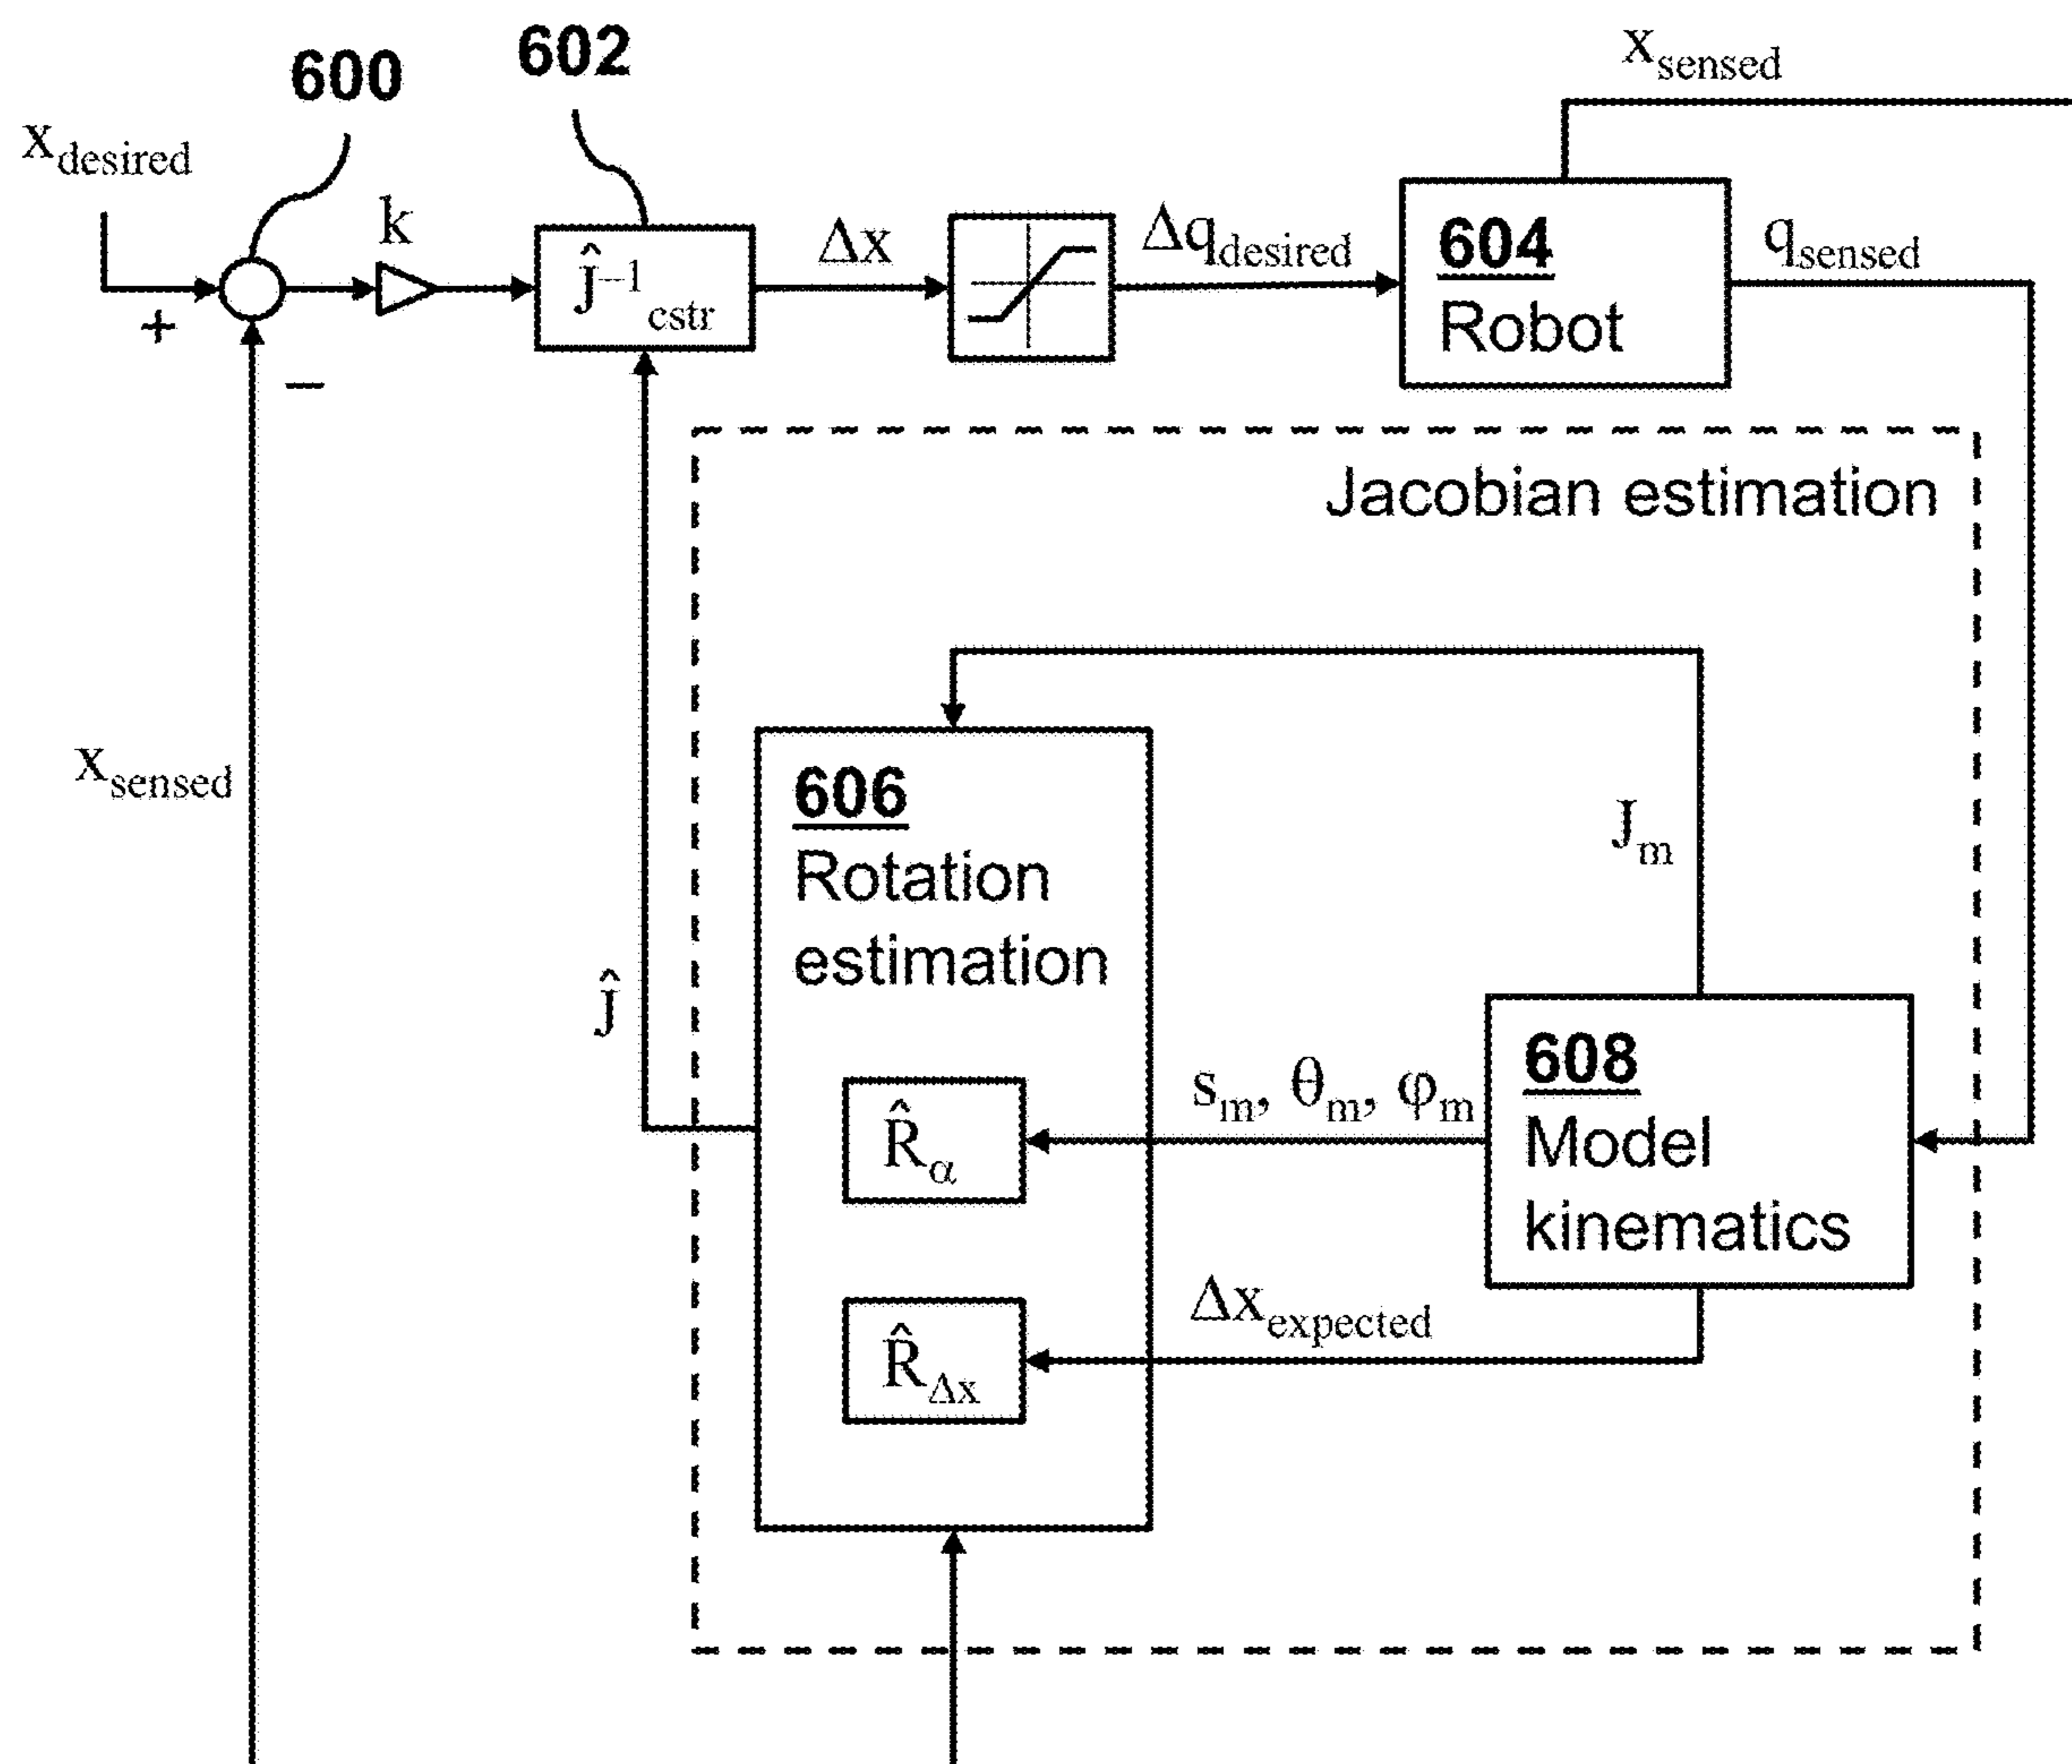 600
602
x_desired
x_sensed
k
+
−
Ĵ⁻¹_cstr
Δx
Δq_desired
604
Robot
q_sensed
Jacobian estimation
x_sensed
606
Rotation
estimation
J_m
Ĵ
s_m, θ_m, φ_m
608
Model
kinematics
R̂_α
Δx_expected
R̂_Δx